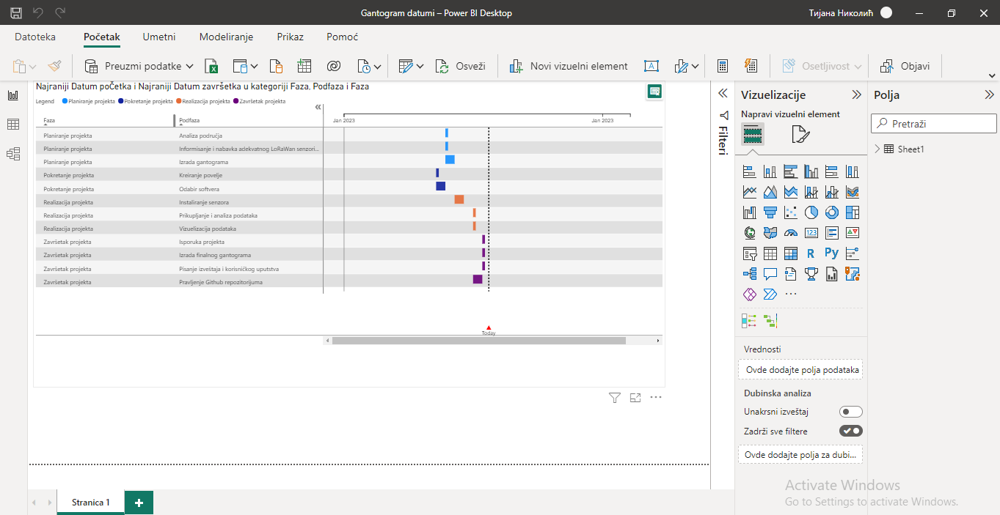 Gantogram datumi – Power BI Desktop
Тијана Николић
Datoteka Početak Umetni Modeliranje Prikaz Pomoć
Preuzmi podatke Osveži Novi vizuelni element A Osetljivost Objavi
Najraniji Datum početka i Najraniji Datum završetka u kategoriji Faza, Podfaza i Faza
Legend Planiranje projekta Pokretanje projekta Realizacija projekta Završetak projekta
Faza Podfaza Jan 2023 Jan 2023
Planiranje projekta Analiza područja
Planiranje projekta Informisanje i nabavka adekvatnog LoRaWan senzori...
Planiranje projekta Izrada gantograma
Pokretanje projekta Kreiranje povelje
Pokretanje projekta Odabir softvera
Realizacija projekta Instaliranje senzora
Realizacija projekta Prikupljanje i analiza podataka
Realizacija projekta Vizuelizacija podataka
Završetak projekta Isporuka projekta
Završetak projekta Izrada finalnog gantograma
Završetak projekta Pisanje izveštaja i korisničkog uputstva
Završetak projekta Pravljenje Github repozitorijuma
Today
Filteri
Vizuelizacije
Napravi vizuelni element
123
R Py
Vrednosti
Ovde dodajte polja podataka
Dubinska analiza
Unakrsni izveštaj
Zadrži sve filtere
Ovde dodajte polja za dubi...
Polja
Pretraži
Sheet1
Stranica 1
Activate Windows
Go to Settings to activate Windows.